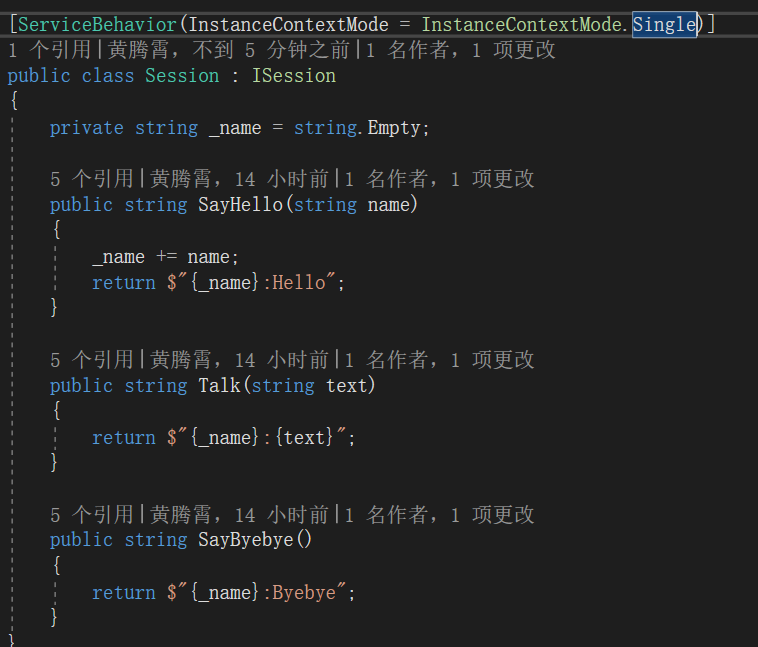 [ServiceBehavior(InstanceContextMode = InstanceContextMode.Single)]
1 个引用|黄腾霄，不到 5 分钟之前|1 名作者，1 项更改
public class Session : ISession
{
    private string _name = string.Empty;
    5 个引用|黄腾霄，14 小时前|1 名作者，1 项更改
    public string SayHello(string name)
    {
        _name += name;
        return $"{_name}:Hello";
    }
    5 个引用|黄腾霄，14 小时前|1 名作者，1 项更改
    public string Talk(string text)
    {
        return $"{_name}:{text}";
    }
    5 个引用|黄腾霄，14 小时前|1 名作者，1 项更改
    public string SayByebye()
    {
        return $"{_name}:Byebye";
    }
}